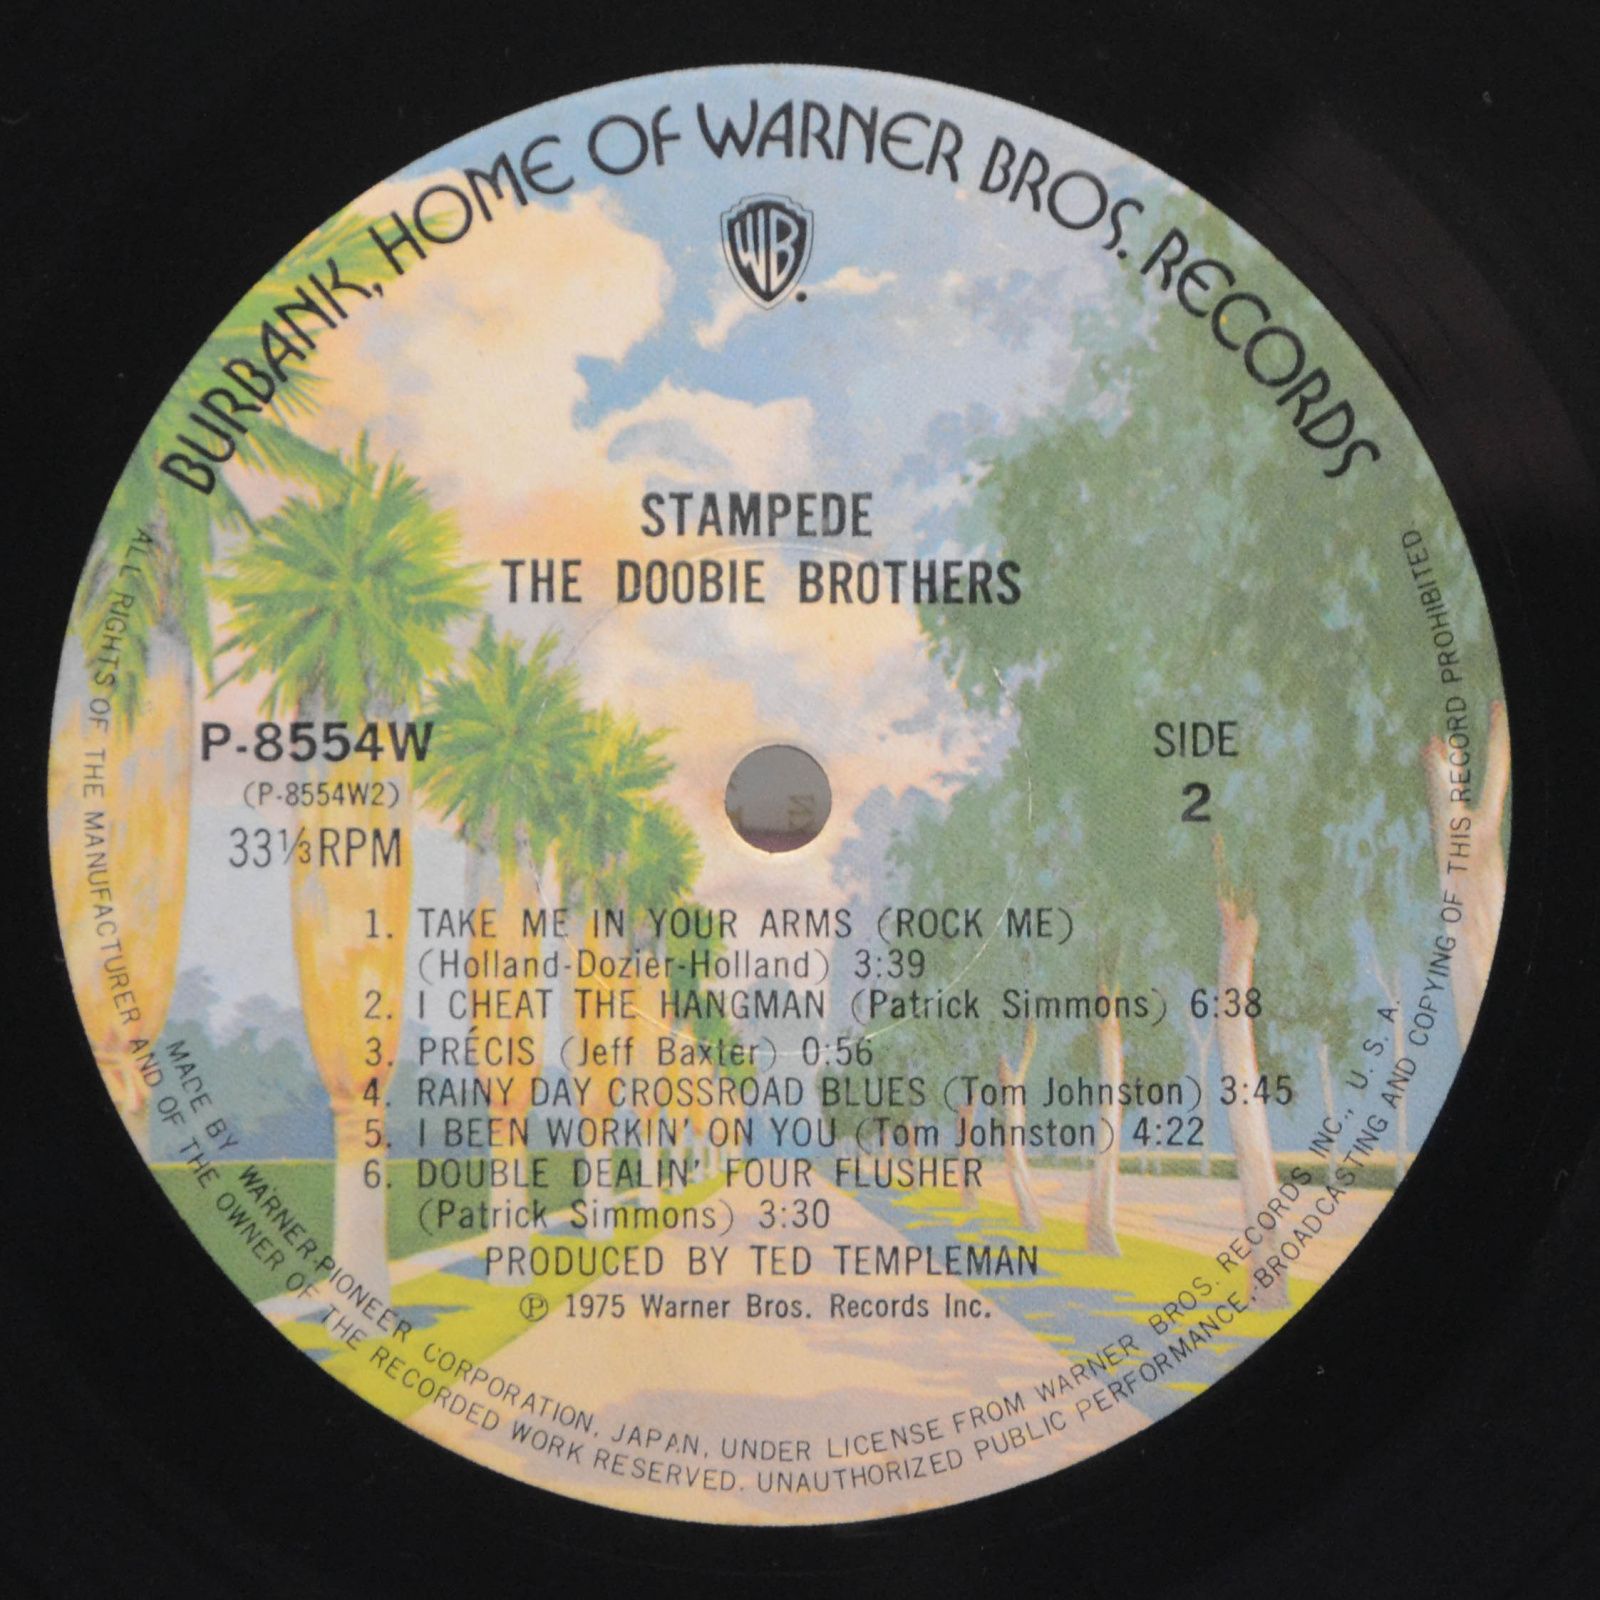 BURBANK, HOME OF WARNER BROS. RECORDS
WB
STAMPEDE
THE DOOBIE BROTHERS
P-8554W
(P-8554W2)
33⅓RPM
SIDE
2
1. TAKE ME IN YOUR ARMS (ROCK ME)
(Holland-Dozier-Holland) 3:39
2. I CHEAT THE HANGMAN (Patrick Simmons) 6:38
3. PRÉCIS (Jeff Baxter) 0:56
4. RAINY DAY CROSSROAD BLUES (Tom Johnston) 3:45
5. I BEEN WORKIN' ON YOU (Tom Johnston) 4:22
6. DOUBLE DEALIN' FOUR FLUSHER
(Patrick Simmons) 3:30
PRODUCED BY TED TEMPLEMAN
℗ 1975 Warner Bros. Records Inc.
MADE BY WARNER-PIONEER CORPORATION, JAPAN, UNDER LICENSE FROM WARNER BROS. RECORDS INC., U.S.A.
ALL RIGHTS OF THE MANUFACTURER AND OF THE OWNER OF THE RECORDED WORK RESERVED. UNAUTHORIZED PUBLIC PERFORMANCE, BROADCASTING AND COPYING OF THIS RECORD PROHIBITED